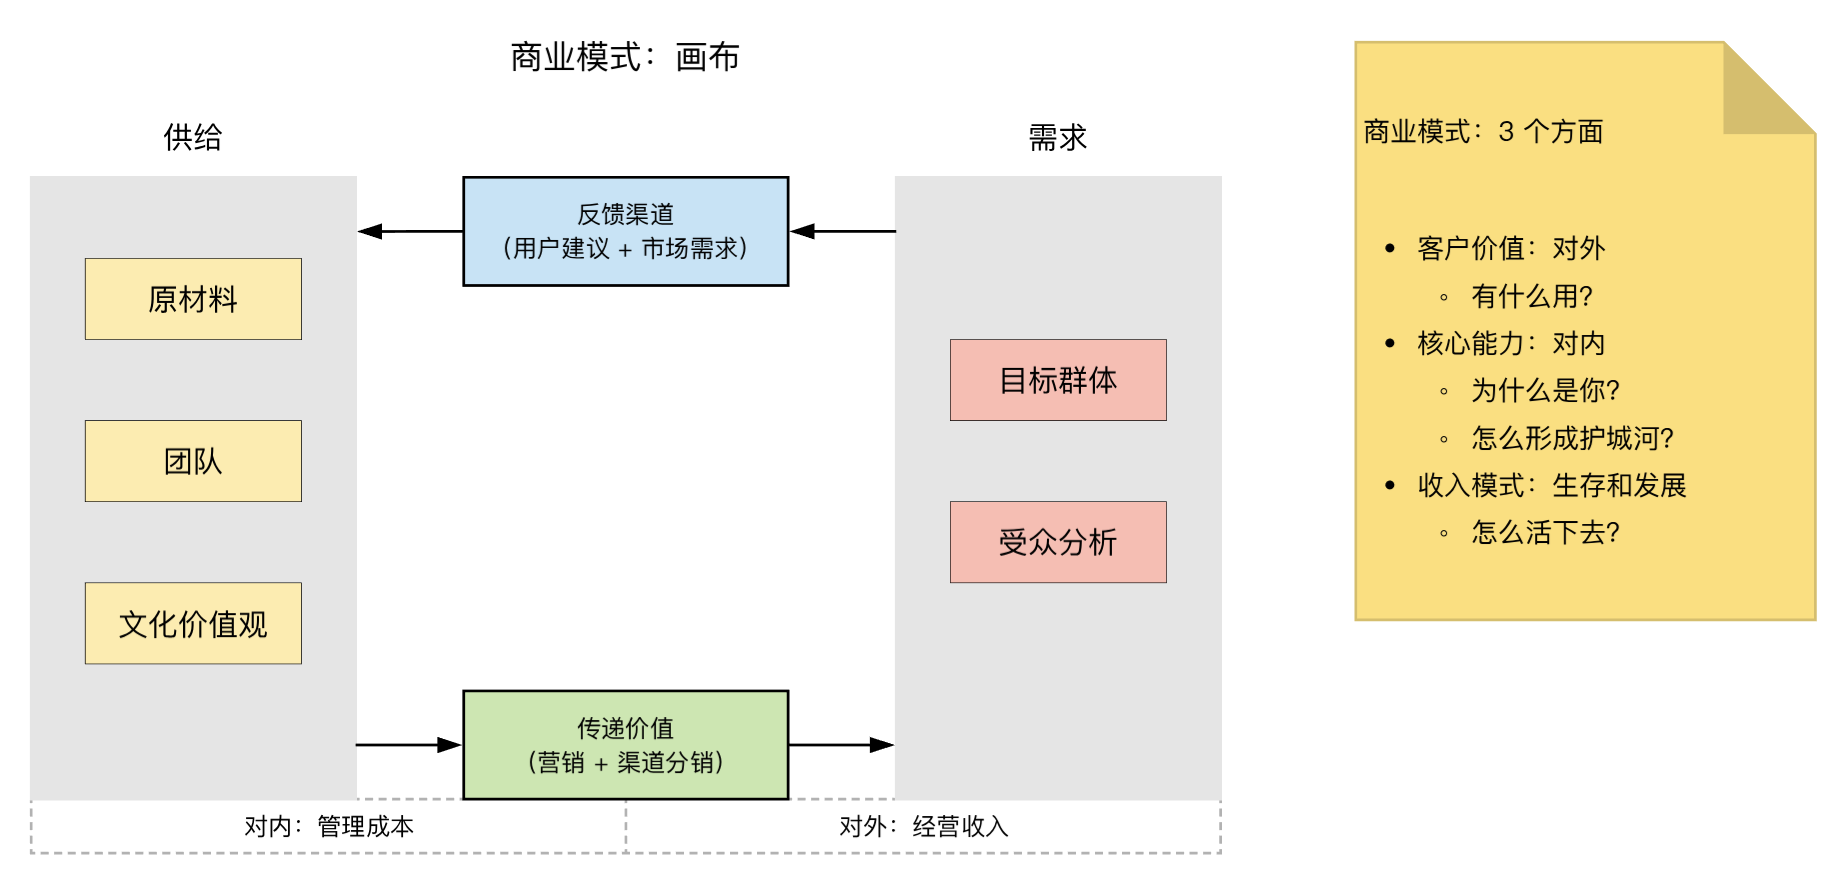 商业模式：画布
供给
需求
反馈渠道
（用户建议 + 市场需求）
原材料
目标群体
团队
受众分析
文化价值观
传递价值
（营销 + 渠道分销）
对内：管理成本
对外：经营收入
商业模式：3 个方面
• 客户价值：对外
◦ 有什么用？
• 核心能力：对内
◦ 为什么是你？
◦ 怎么形成护城河？
• 收入模式：生存和发展
◦ 怎么活下去？